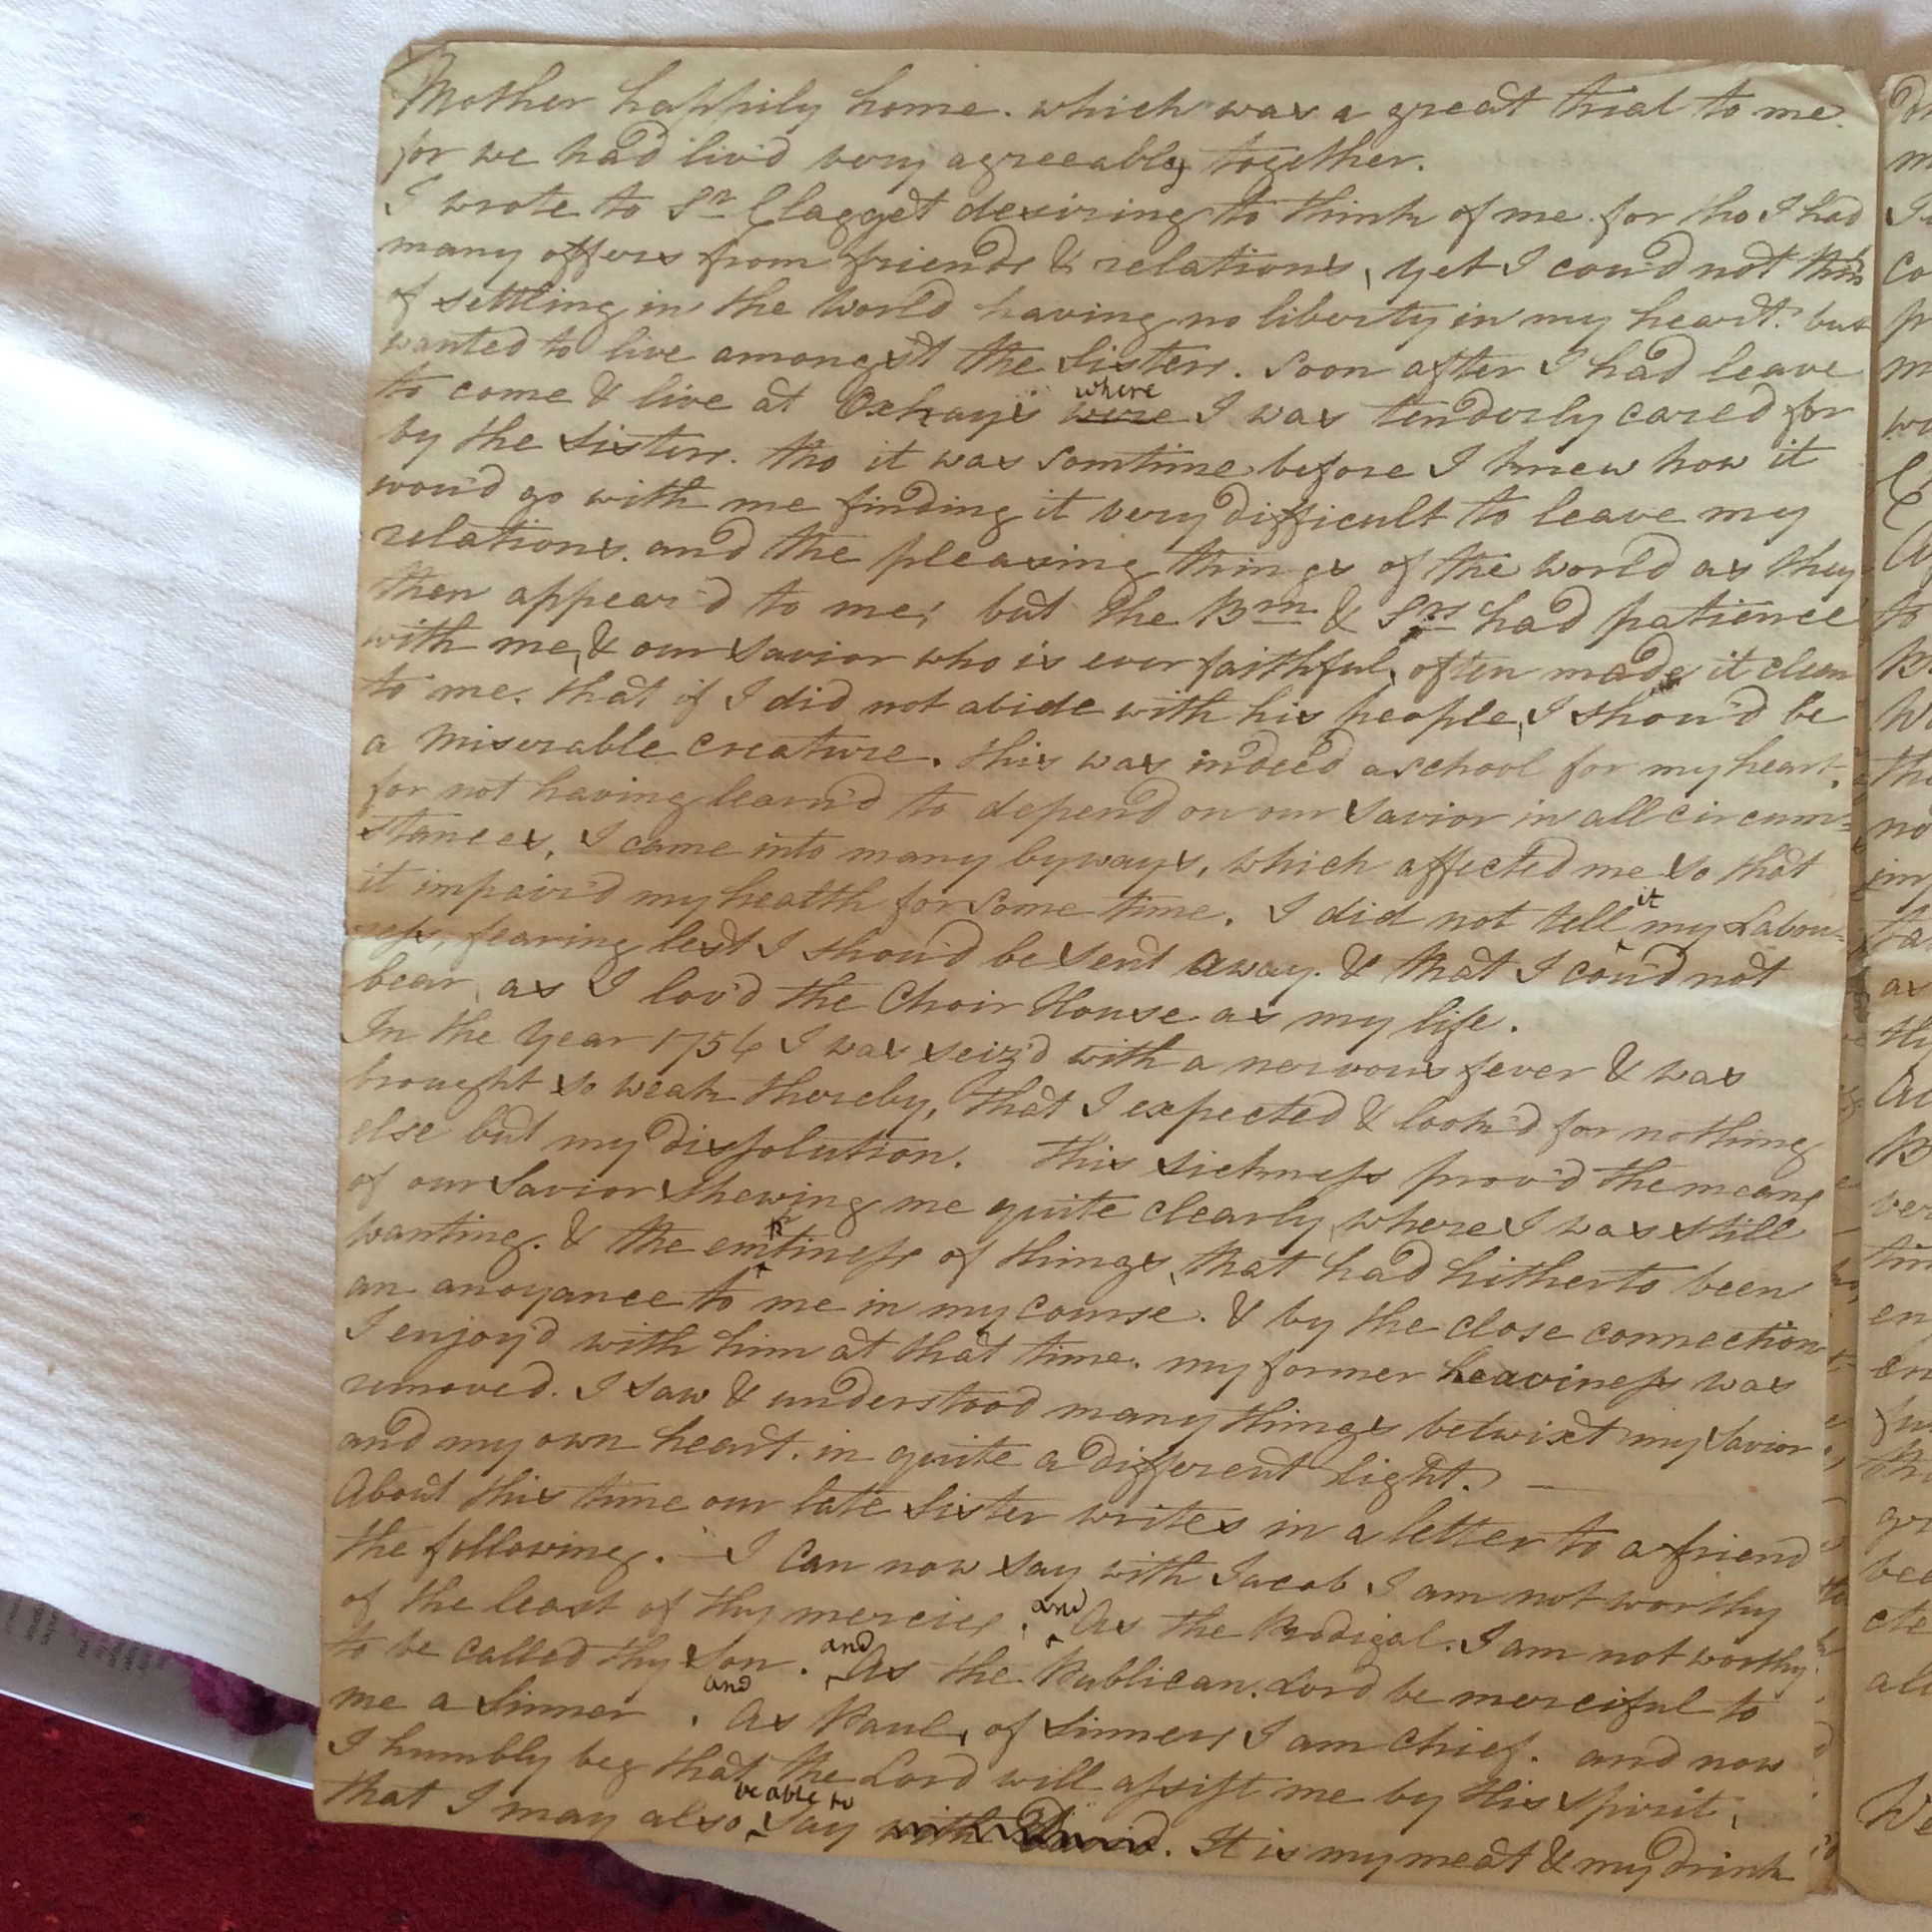 Mother happily home. which was a great trial to me.
for we had liv'd very agreeably together.
I wrote to Sr Clagget desiring to think of me. for tho I had
many offers from friends & relations, yet I cou'd not think
of settling in the World having no liberty in my heart. but
wanted to live amongst the Sisters. Soon after I had leave
to come & live at Oxhay's were where I was tenderly cared for
by the Sisters. tho it was somtime before I knew how it
wou'd go with me finding it very difficult to leave my
relations. and the pleasing things of the world as they
then appear'd to me; but the Brn & Srs had patience
with me, & our Savior who is ever faithful, often made it clear
to me. that if I did not abide with his people, I shou'd be
a Miserable creature. this was indeed a school for my heart,
for not having learn'd to depend on our Savior in all circum=
stances, I came into many byways, which affected me so that
it impair'd my health for some time. I did not tell it my Labou=
ress, fearing lest I shou'd be sent away. & that I cou'd not
bear, as I lov'd the Choir House as my life.
In the Year 1756 I was seiz'd with a nervous fever & was
brought so weak thereby, that I expected & look'd for nothing
else but my dissolution. This sickness prov'd the means
of our Savior shewing me quite clearly, where I was still
wanting. & the emptiness of things, that had hitherto been
an anoyance to me in my course. & by the close connection
I enjoy'd with him at that time. my former heaviness was
removed. I saw & understood many things betwixt my Savior
and my own heart, in quite a different Light. —
About this time our late Sister writes in a letter to a friend
the following. — I can now say with Jacob I am not worthy
of the least of thy mercies. and As the Prodigal. I am not worthy
to be called thy Son. and As the Publican. Lord be merciful to
me a Sinner. and As Paul, of Sinners I am chief. and now
I humbly beg that the Lord will assist me by His Spirit,
that I may also be able to say with David. It is my meat & my drink
Wa